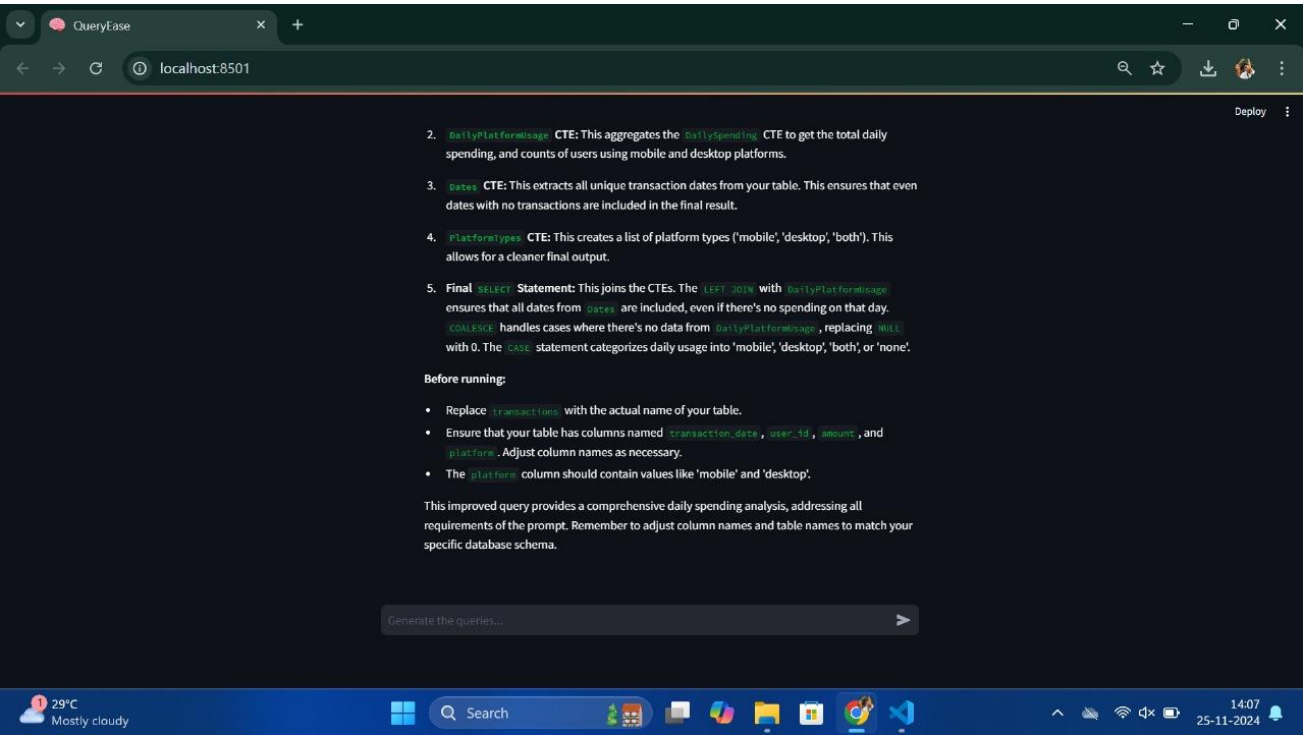 QueryEase
localhost:8501
Deploy
2. DailyPlatformUsage CTE: This aggregates the DailySpending CTE to get the total daily
spending, and counts of users using mobile and desktop platforms.
3. Dates CTE: This extracts all unique transaction dates from your table. This ensures that even
dates with no transactions are included in the final result.
4. PlatformTypes CTE: This creates a list of platform types ('mobile', 'desktop', 'both'). This
allows for a cleaner final output.
5. Final SELECT Statement: This joins the CTEs. The LEFT JOIN with DailyPlatformUsage
ensures that all dates from Dates are included, even if there's no spending on that day.
COALESCE handles cases where there's no data from DailyPlatformUsage , replacing NULL
with 0. The CASE statement categorizes daily usage into 'mobile', 'desktop', 'both', or 'none'.
Before running:
• Replace transactions with the actual name of your table.
• Ensure that your table has columns named transaction_date , user_id , amount , and
platform . Adjust column names as necessary.
• The platform column should contain values like 'mobile' and 'desktop'.
This improved query provides a comprehensive daily spending analysis, addressing all
requirements of the prompt. Remember to adjust column names and table names to match your
specific database schema.
Generate the queries...
1
29°C
Mostly cloudy
Search
14:07
25-11-2024